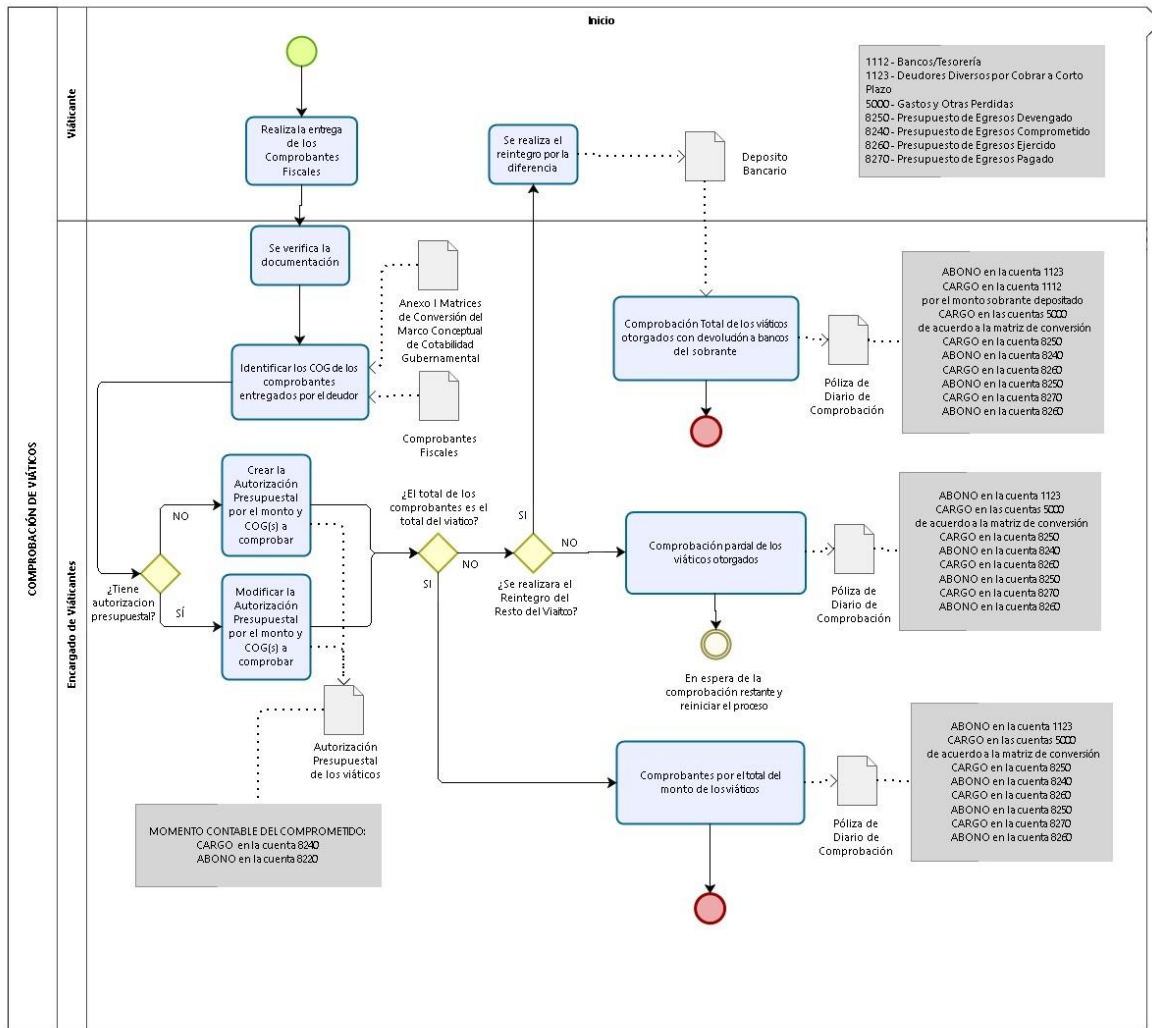 Inicio
COMPROBACIÓN DE VIÁTICOS
Viáticante
Encargado de Viáticantes
Realiza la entrega
de los
Comprobantes
Fiscales
Se realiza el
reintegro por la
diferencia
Deposito
Bancario
1112 - Bancos/Tesorería
1123 - Deudores Diversos por Cobrar a Corto
Plazo
5000 - Gastos y Otras Perdidas
8250 - Presupuesto de Egresos Devengado
8240 - Presupuesto de Egresos Comprometido
8260 - Presupuesto de Egresos Ejercido
8270 - Presupuesto de Egresos Pagado
Se verifica la
documentación
Anexo I Matrices
de Conversión del
Marco Conceptual
de Cotabilidad
Gubernamental
Identificar los COG de los
comprobantes
entregados por el deudor
Comprobantes
Fiscales
Comprobación Total de los viáticos
otorgados con devolución a bancos
del sobrante
Póliza de
Diario de
Comprobación
ABONO en la cuenta 1123
CARGO en la cuenta 1112
por el monto sobrante depositado
CARGO en las cuentas 5000
de acuerdo a la matriz de conversión
CARGO en la cuenta 8250
ABONO en la cuenta 8240
CARGO en la cuenta 8260
ABONO en la cuenta 8250
CARGO en la cuenta 8270
ABONO en la cuenta 8260
¿Tiene
autorizacion
presupuestal?
NO
SÍ
Crear la
Autorización
Presupuestal
por el monto y
COG(s) a
comprobar
Modificar la
Autorización
Presupuestal
por el monto y
COG(s) a
comprobar
Autorización
Presupuestal
de los viáticos
MOMENTO CONTABLE DEL COMPROMETIDO:
CARGO en la cuenta 8240
ABONO en la cuenta 8220
¿El total de los
comprobantes es el
total del viatico?
NO
SI
¿Se realizara el
Reintegro del
Resto del Viaitco?
SI
NO
Comprobación parcial de los
viáticos otorgados
Póliza de
Diario de
Comprobación
ABONO en la cuenta 1123
CARGO en las cuentas 5000
de acuerdo a la matriz de conversión
CARGO en la cuenta 8250
ABONO en la cuenta 8240
CARGO en la cuenta 8260
ABONO en la cuenta 8250
CARGO en la cuenta 8270
ABONO en la cuenta 8260
En espera de la
comprobación restante y
reiniciar el proceso
Comprobantes por el total del
monto de los viáticos
Póliza de
Diario de
Comprobación
ABONO en la cuenta 1123
CARGO en las cuentas 5000
de acuerdo a la matriz de conversión
CARGO en la cuenta 8250
ABONO en la cuenta 8240
CARGO en la cuenta 8260
ABONO en la cuenta 8250
CARGO en la cuenta 8270
ABONO en la cuenta 8260